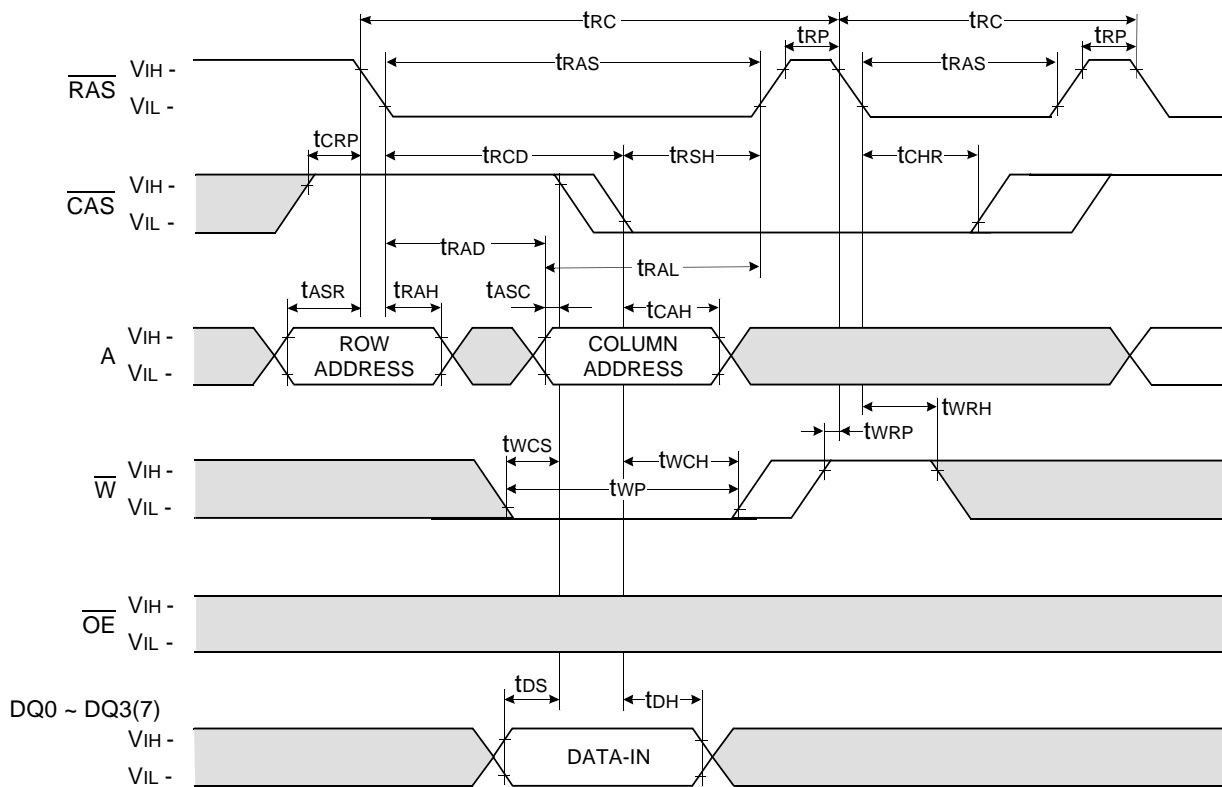 tRC tRC
tRP tRP
tRAS tRAS
VIH -
RAS
VIL -
tCRP tRCD tRSH tCHR
VIH -
CAS
VIL -
tRAD
tRAL
tASR tRAH tASC tCAH
VIH -
A
VIL -
ROW
ADDRESS
COLUMN
ADDRESS
tWRH
tWRP
tWCS tWCH
tWP
VIH -
W
VIL -
VIH -
OE
VIL -
tDS tDH
DQ0 ~ DQ3(7)
VIH -
VIL -
DATA-IN